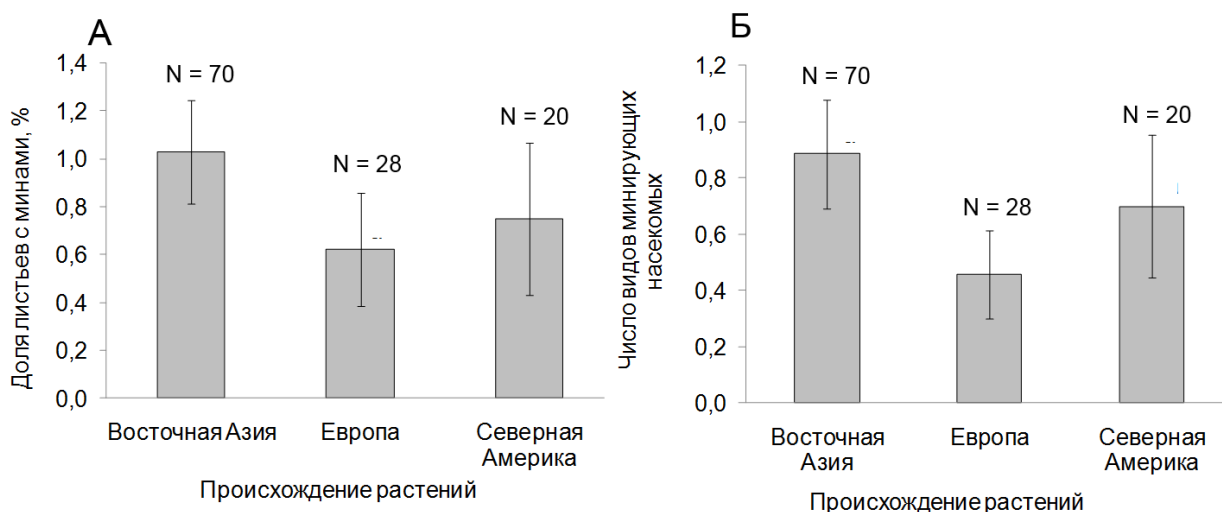 А
Доля листьев с минами, %
1,4
1,2
1,0
0,8
0,6
0,4
0,2
0,0
N = 70
N = 28
N = 20
Восточная Азия
Европа
Северная
Америка
Происхождение растений
Б
Число видов минирующих
насекомых
1,2
1,0
0,8
0,6
0,4
0,2
0,0
N = 70
N = 28
N = 20
Восточная
Азия
Европа
Северная
Америка
Происхождение растений